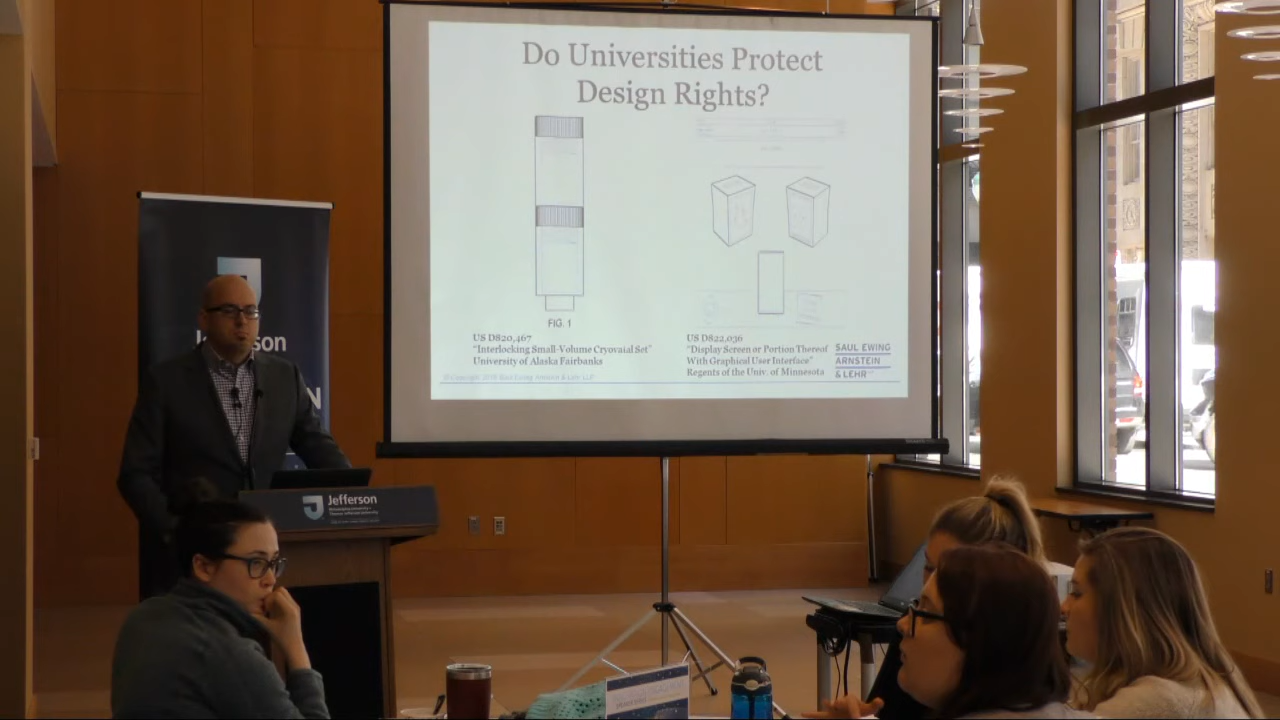 Do Universities Protect
Design Rights?
FIG. 1
US D820,467
"Interlocking Small-Volume Cryovaial Set"
University of Alaska Fairbanks
US D822,036
"Display Screen or Portion Thereof
With Graphical User Interface"
Regents of the Univ. of Minnesota
SAUL EWING
ARNSTEIN
& LEHR
Jefferson